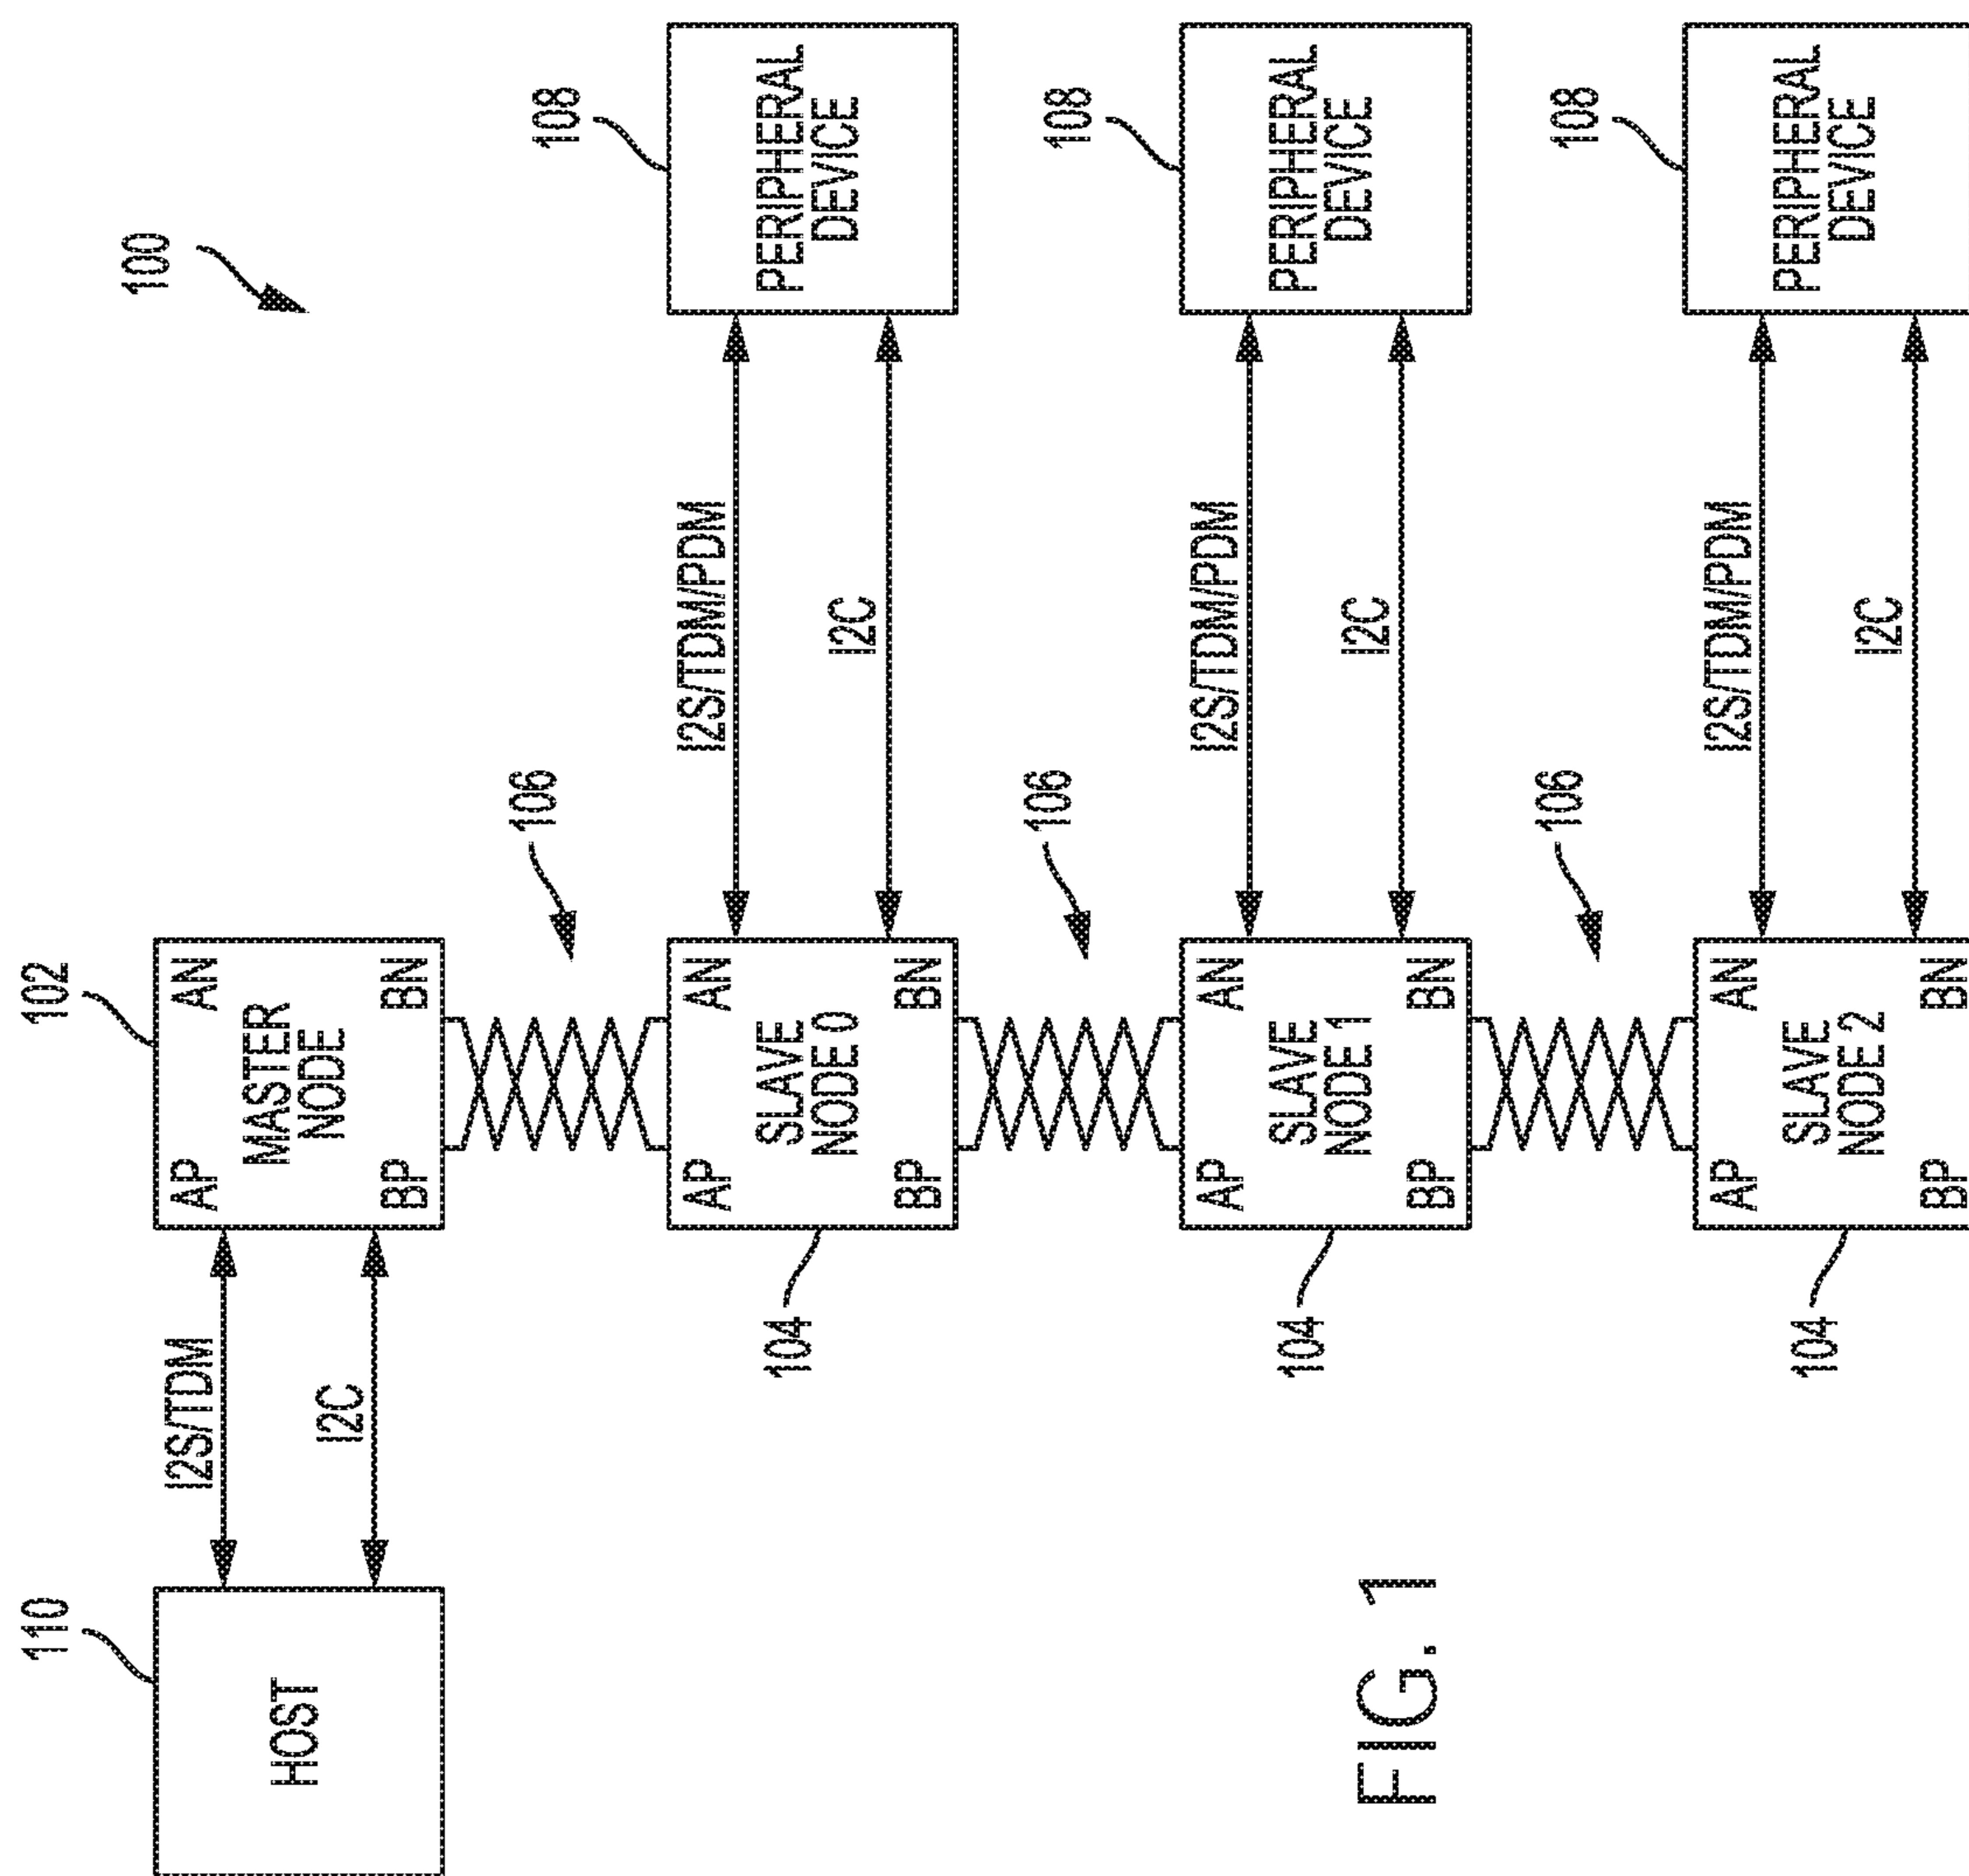 100
110
HOST
I2S/TDM
I2C
102
AP
AN
MASTER
NODE
BP
BN
106
104
AP
AN
SLAVE
NODE 0
BP
BN
I2S/TDM/PDM
I2C
108
PERIPHERAL
DEVICE
106
104
AP
AN
SLAVE
NODE 1
BP
BN
I2S/TDM/PDM
I2C
108
PERIPHERAL
DEVICE
106
104
AP
AN
SLAVE
NODE 2
BP
BN
I2S/TDM/PDM
I2C
108
PERIPHERAL
DEVICE
FIG. 1